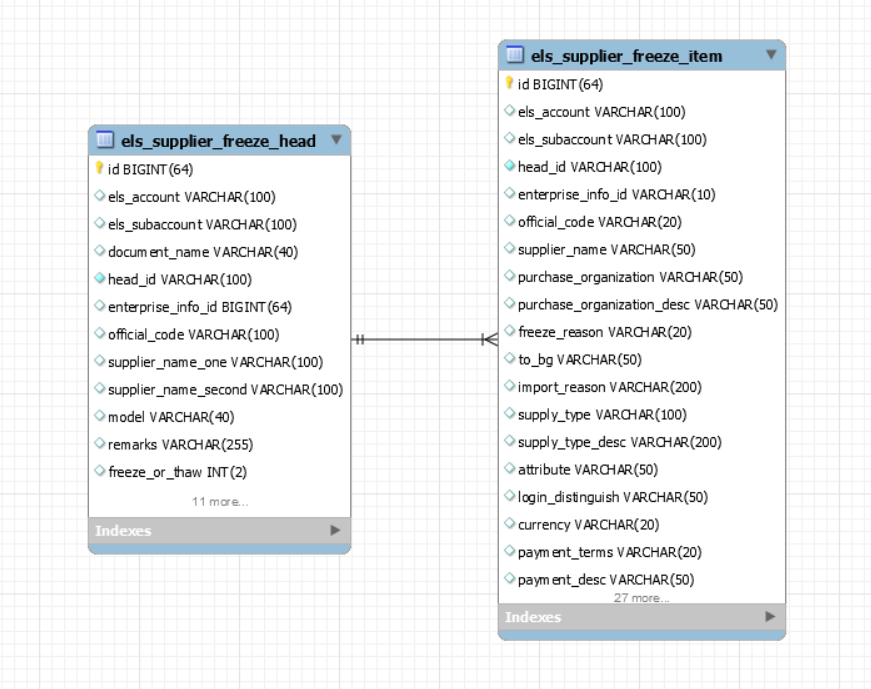 els_supplier_freeze_head
id BIGINT(64)
els_account VARCHAR(100)
els_subaccount VARCHAR(100)
document_name VARCHAR(40)
head_id VARCHAR(100)
enterprise_info_id BIGINT(64)
official_code VARCHAR(100)
supplier_name_one VARCHAR(100)
supplier_name_second VARCHAR(100)
model VARCHAR(40)
remarks VARCHAR(255)
freeze_or_thaw INT(2)
11 more...
Indexes
els_supplier_freeze_item
id BIGINT(64)
els_account VARCHAR(100)
els_subaccount VARCHAR(100)
head_id VARCHAR(100)
enterprise_info_id VARCHAR(10)
official_code VARCHAR(20)
supplier_name VARCHAR(50)
purchase_organization VARCHAR(50)
purchase_organization_desc VARCHAR(50)
freeze_reason VARCHAR(20)
to_bg VARCHAR(50)
import_reason VARCHAR(200)
supply_type VARCHAR(100)
supply_type_desc VARCHAR(200)
attribute VARCHAR(50)
login_distinguish VARCHAR(50)
currency VARCHAR(20)
payment_terms VARCHAR(20)
payment_desc VARCHAR(50)
27 more...
Indexes